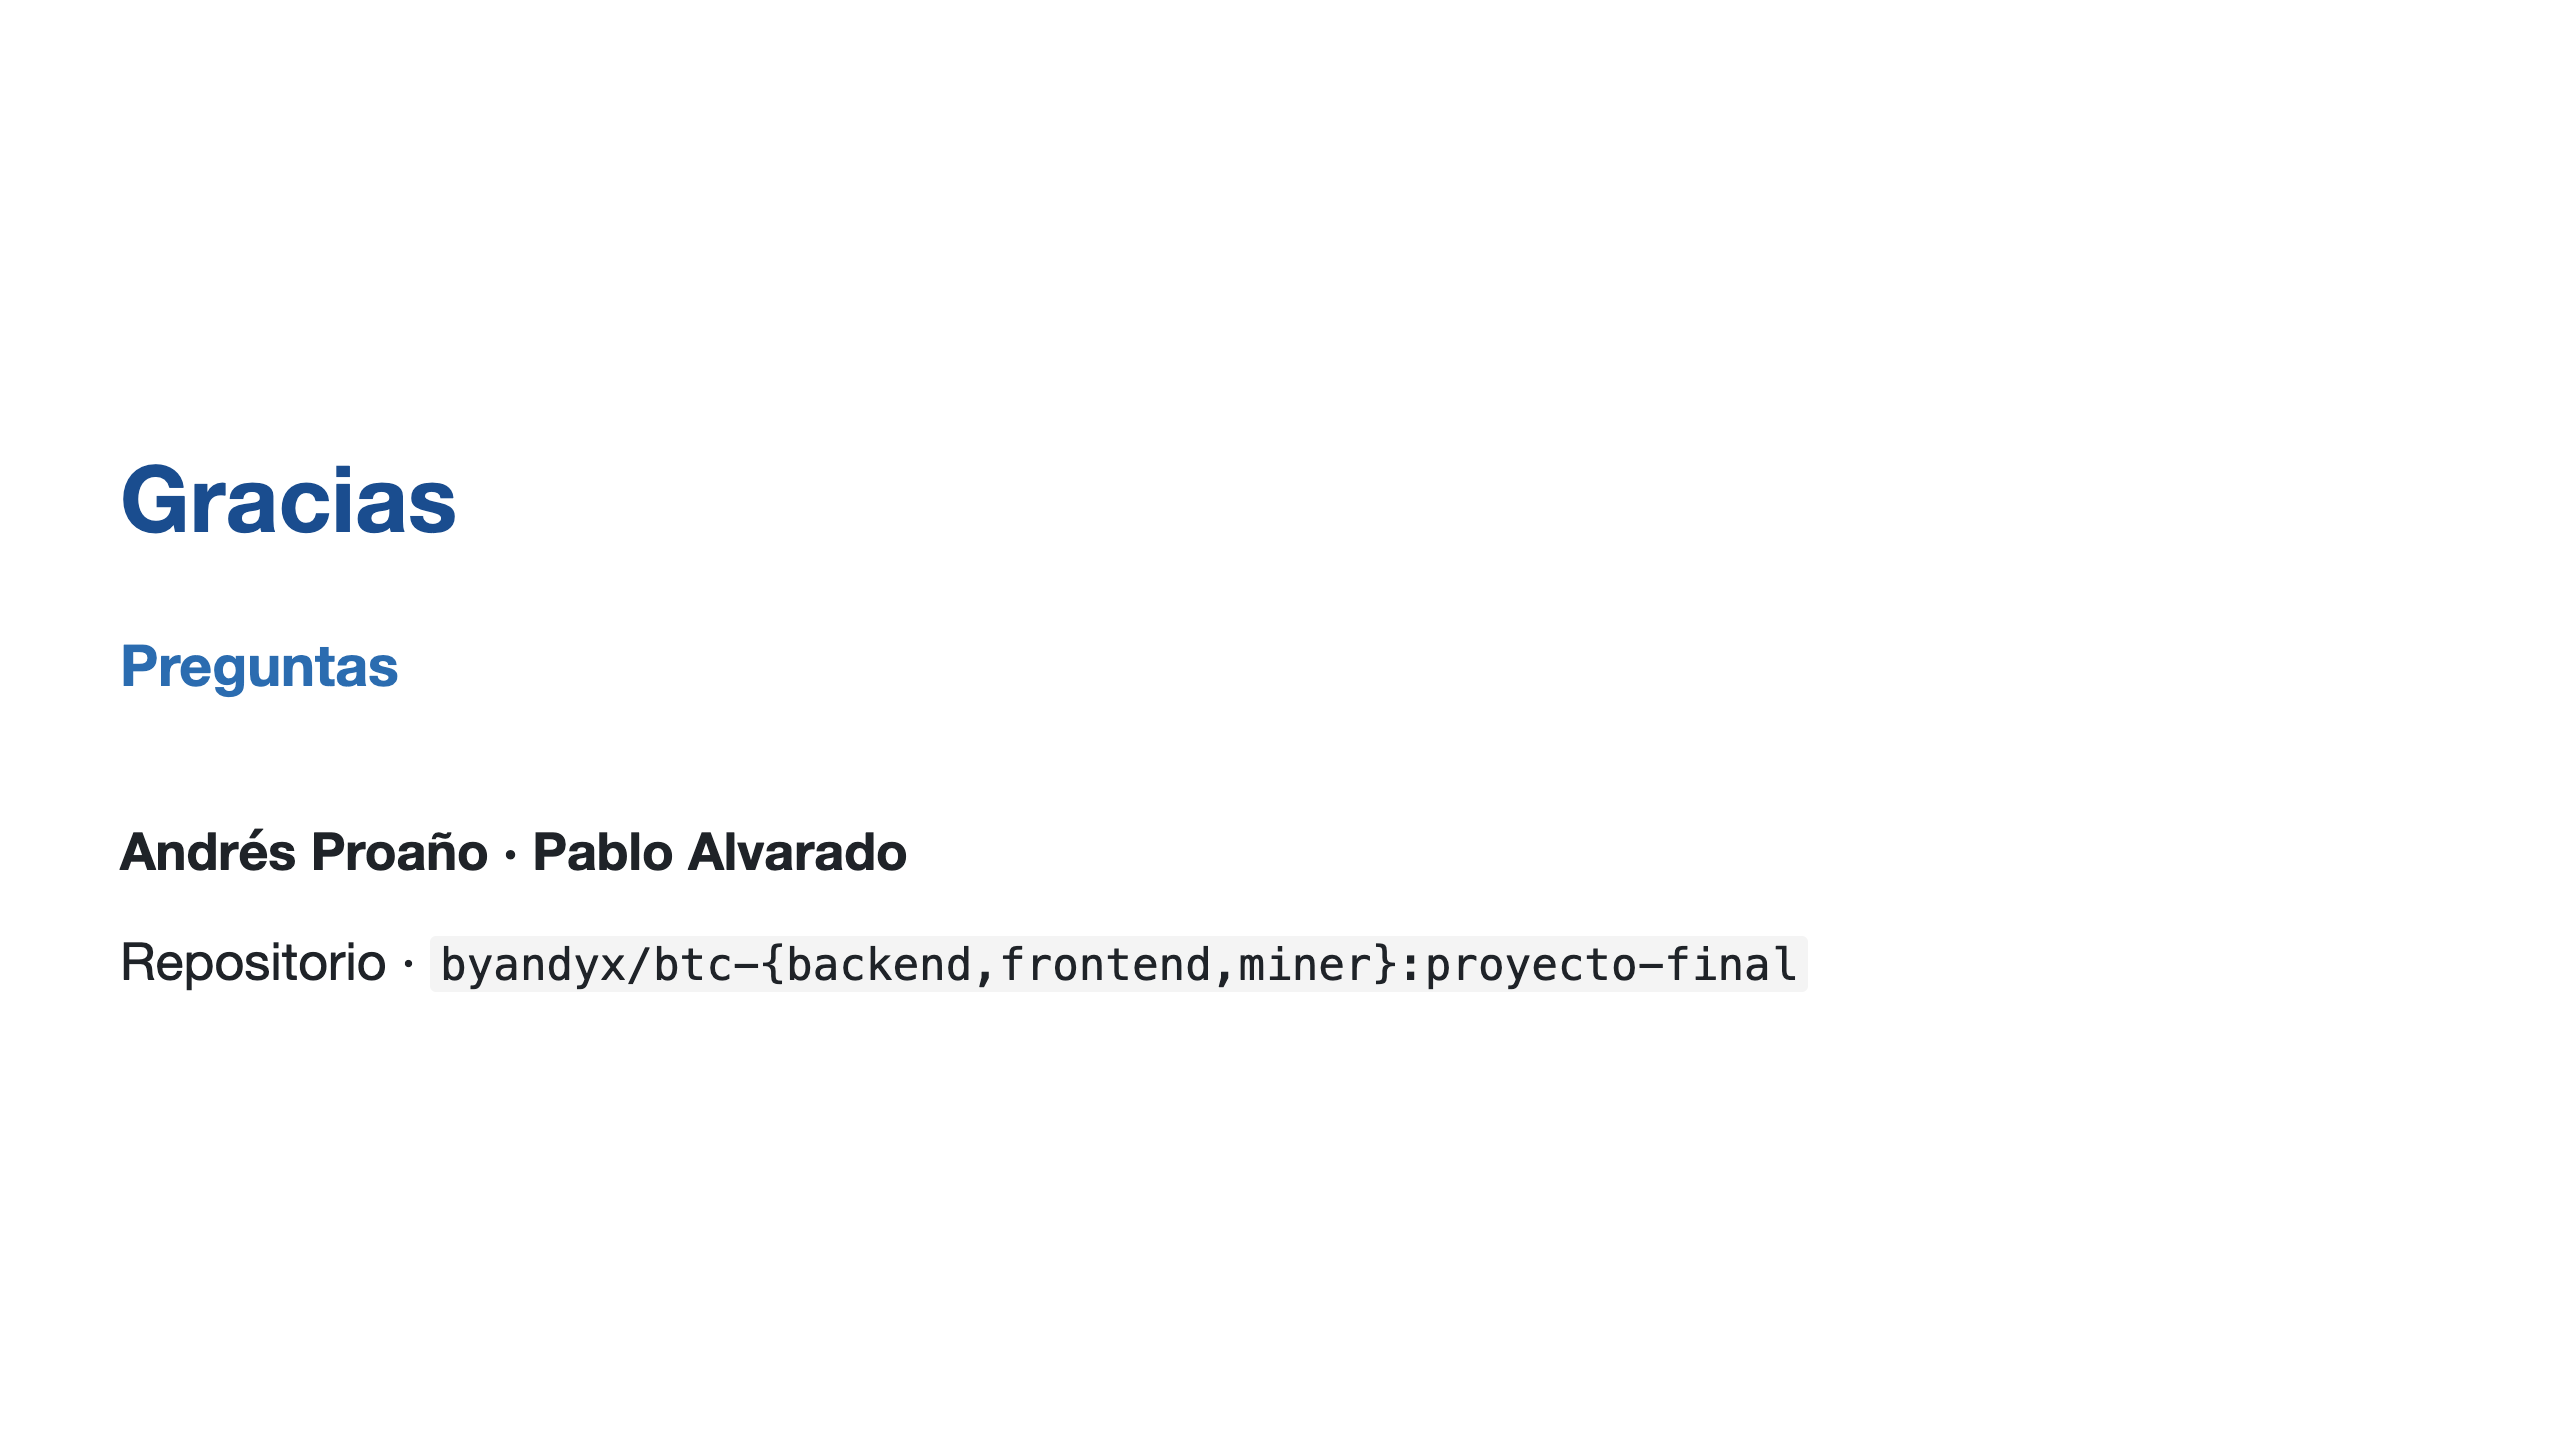 Gracias
Preguntas
Andrés Proaño · Pablo Alvarado
Repositorio · byandyx/btc-{backend,frontend,miner}:proyecto-final